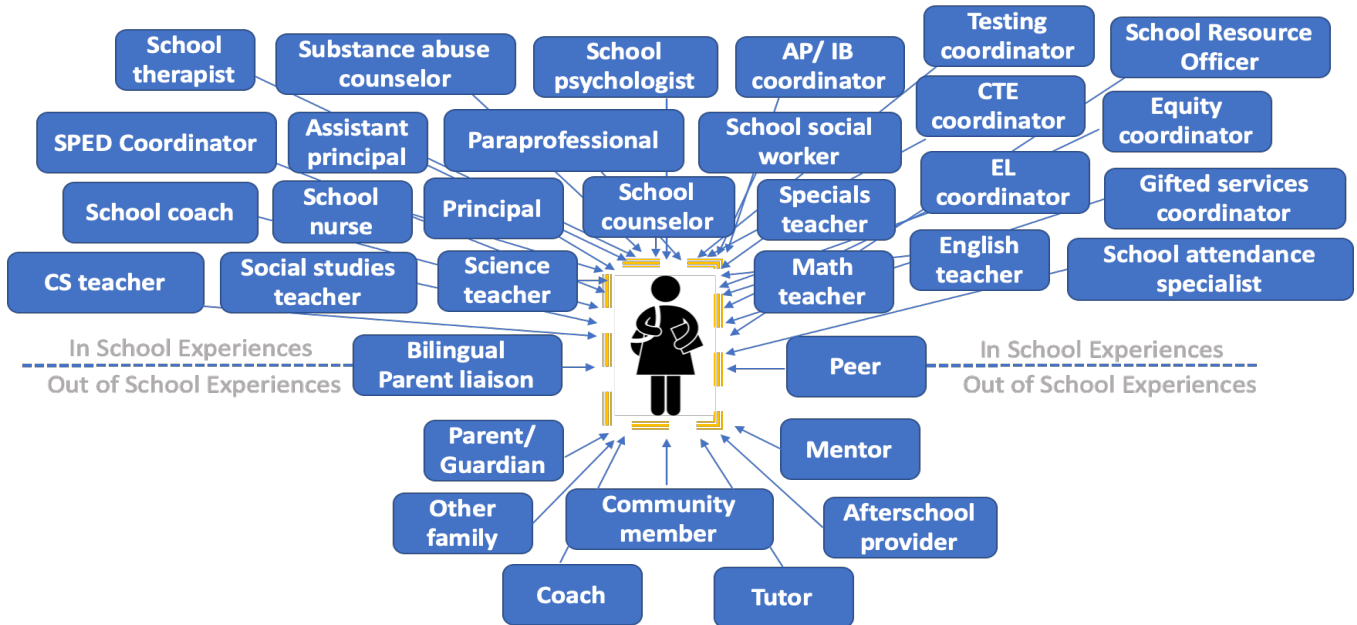 School
therapist
Substance abuse
counselor
School
psychologist
AP/ IB
coordinator
Testing
coordinator
School Resource
Officer
SPED Coordinator
Assistant
principal
Paraprofessional
School social
worker
CTE
coordinator
Equity
coordinator
School coach
School
nurse
Principal
School
counselor
Specials
teacher
EL
coordinator
Gifted services
coordinator
CS teacher
Social studies
teacher
Science
teacher
Math
teacher
English
teacher
School attendance
specialist
In School Experiences
Out of School Experiences
Bilingual
Parent liaison
Peer
In School Experiences
Out of School Experiences
Parent/
Guardian
Mentor
Other
family
Community
member
Afterschool
provider
Coach
Tutor